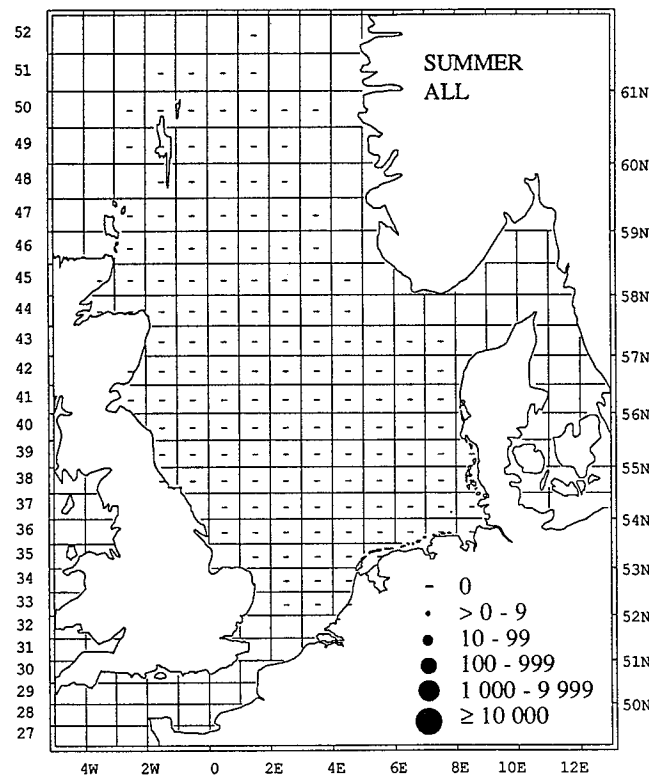 52
SUMMER
51
ALL
61N
50
49
60N
48
47
59N
46
45
58N
44
43
57N
42
41
56N
40
39
55N
38
37
54N
36
35
53N
34
- 0
33
• > 0 - 9
52N
32
● 10 - 99
31
● 100 - 999
51N
30
● 1 000 - 9 999
29
50N
28
● ≥ 10 000
27
4W 2W 0 2E 4E 6E 8E 10E 12E